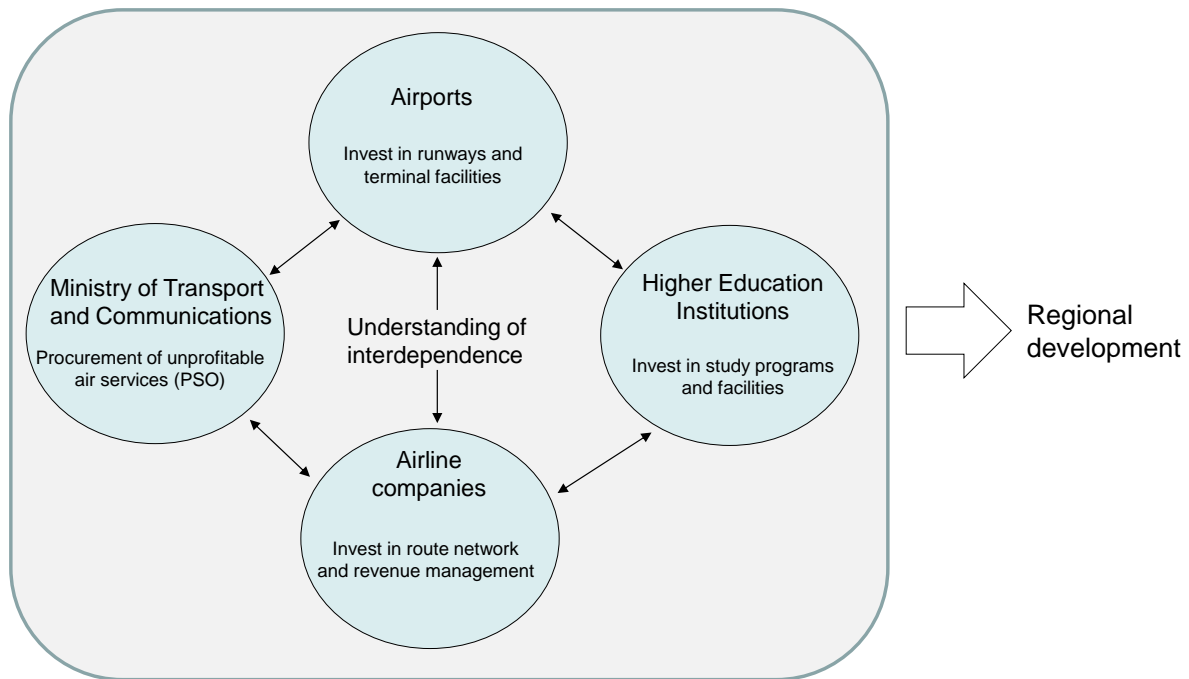 Airports
Invest in runways and
terminal facilities
Ministry of Transport
and Communications
Procurement of unprofitable
air services (PSO)
Understanding of
interdependence
Higher Education
Institutions
Invest in study programs
and facilities
Airline
companies
Invest in route network
and revenue management
Regional
development